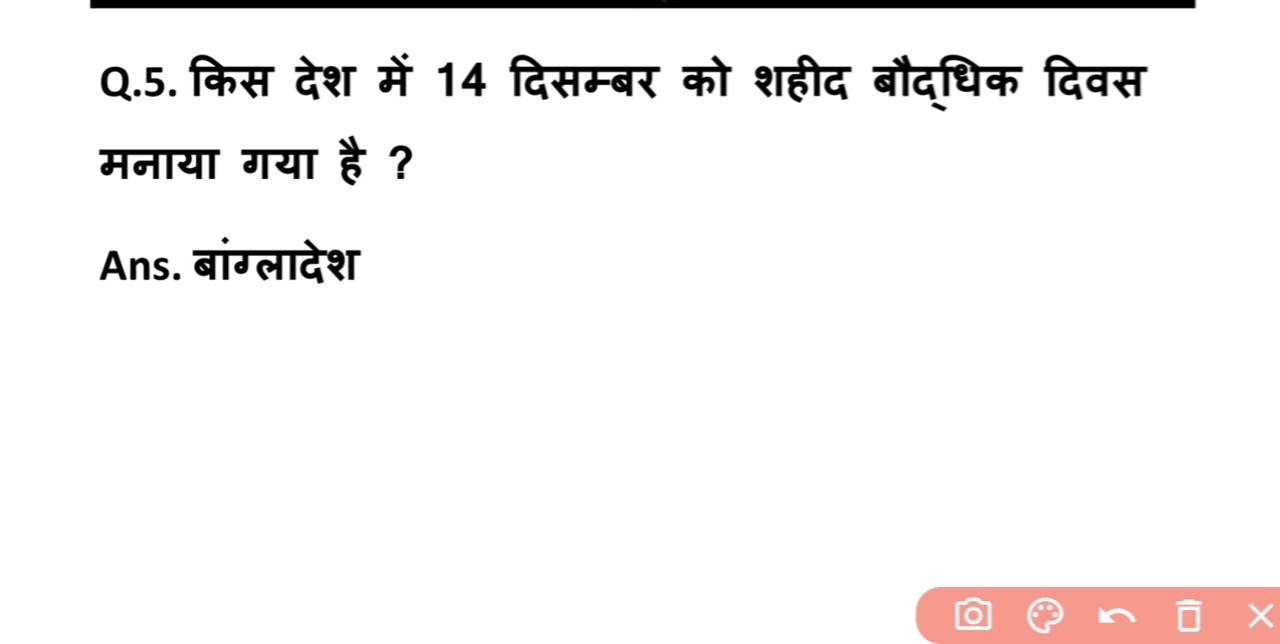 Q.5. किस देश में 14 दिसम्बर को शहीद बौद्धिक दिवस
मनाया गया है ?
Ans. बांग्लादेश